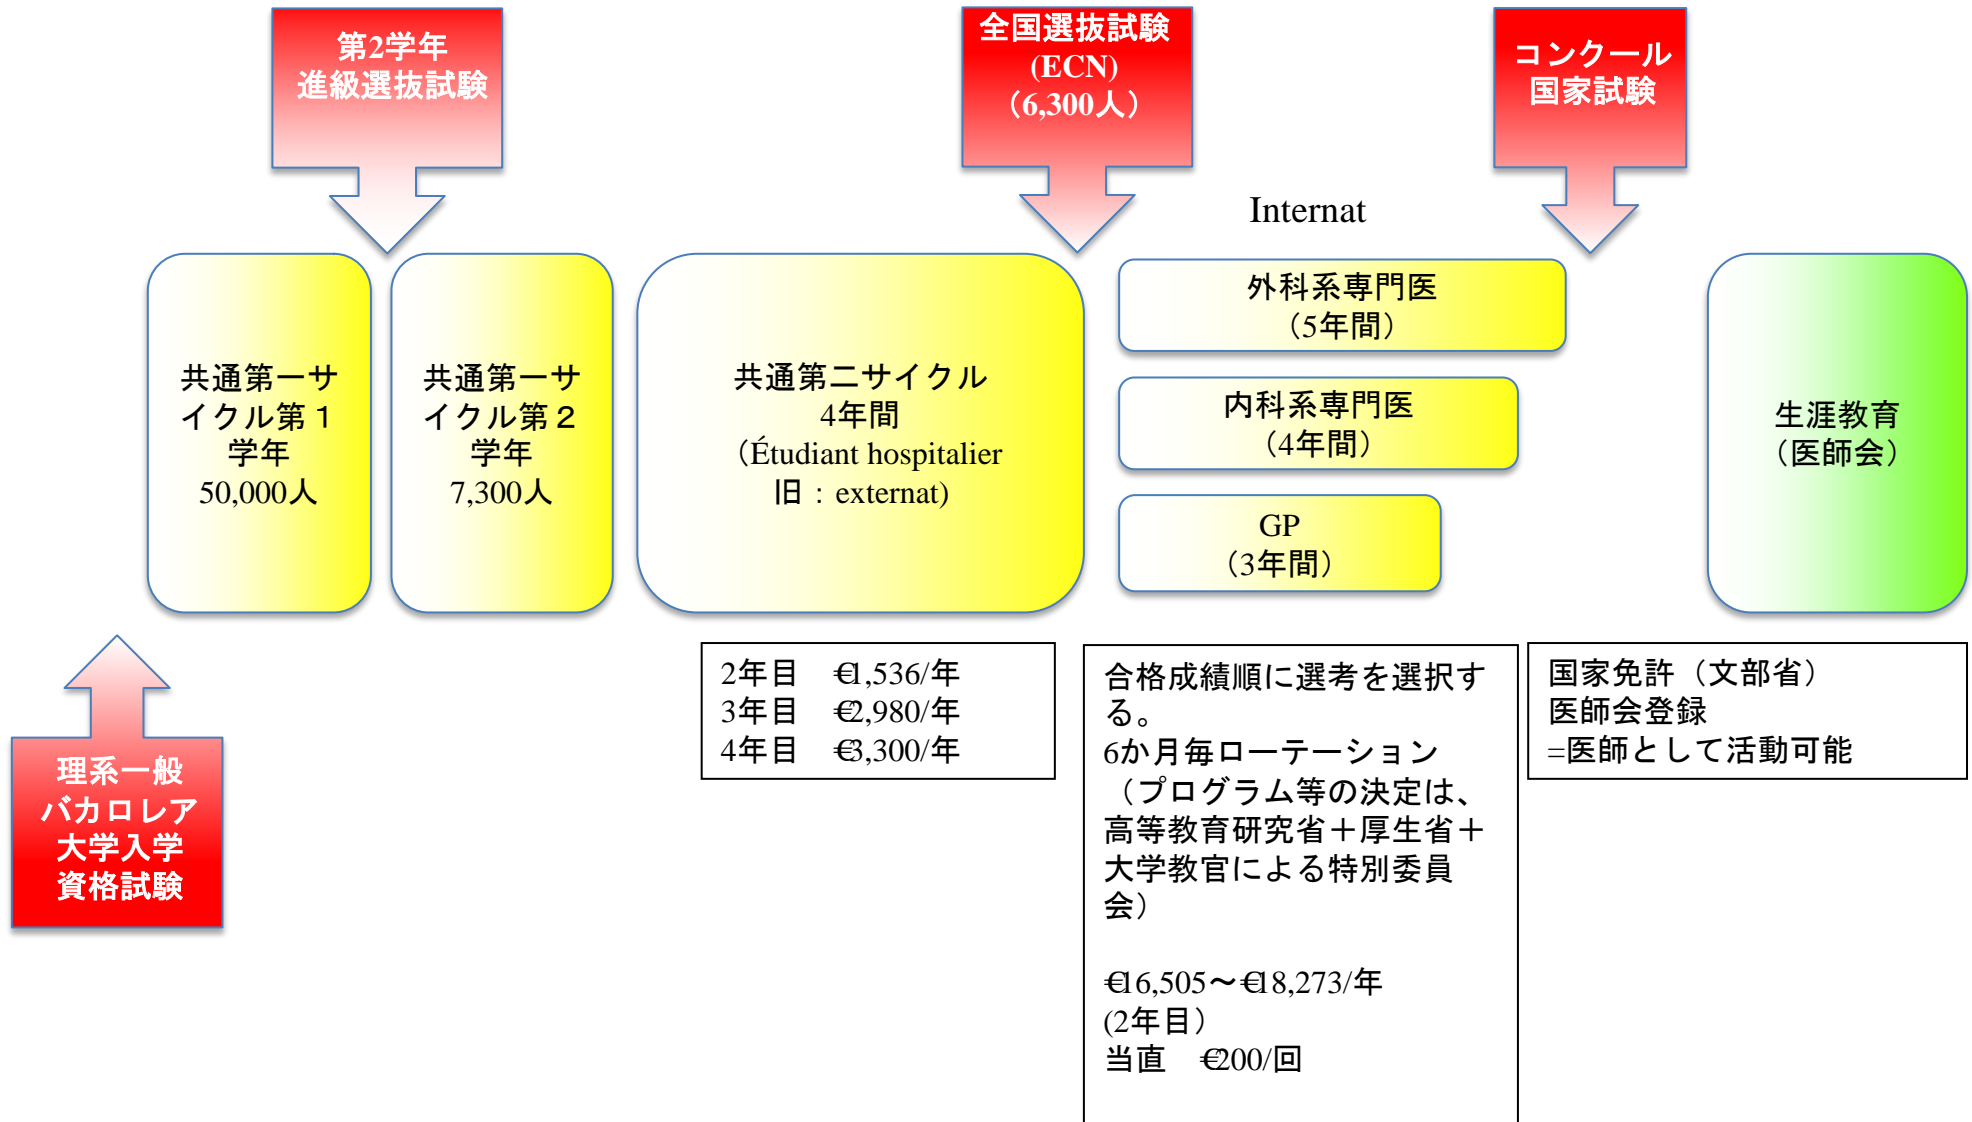 第2学年
進級選抜試験
全国選抜試験
(ECN)
（6,300人）
コンクール
国家試験
Internat
共通第一サ
イクル第１
学年
50,000人
共通第一サ
イクル第２
学年
7,300人
共通第二サイクル
4年間
（Étudiant hospitalier
旧：externat)
外科系専門医
（5年間）
内科系専門医
（4年間）
GP
（3年間）
生涯教育
（医師会）
理系一般
バカロレア
大学入学
資格試験
2年目　€1,536/年
3年目　€2,980/年
4年目　€3,300/年
合格成績順に選考を選択す
る。
6か月毎ローテーション
（プログラム等の決定は、
高等教育研究省＋厚生省＋
大学教官による特別委員
会）
€16,505～€18,273/年
(2年目）
当直　€200/回
国家免許（文部省）
医師会登録
=医師として活動可能